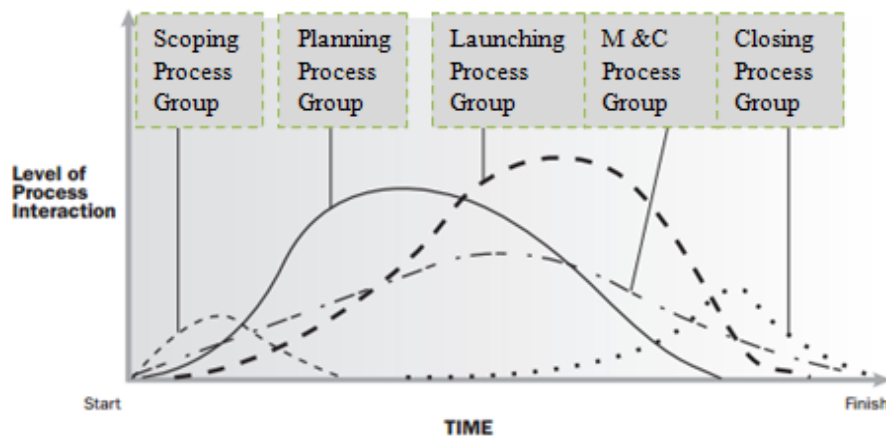 Scoping
Process
Group
Planning
Process
Group
Launching
Process
Group
M &C
Process
Group
Closing
Process
Group
Level of
Process
Interaction
Start
Finish
TIME